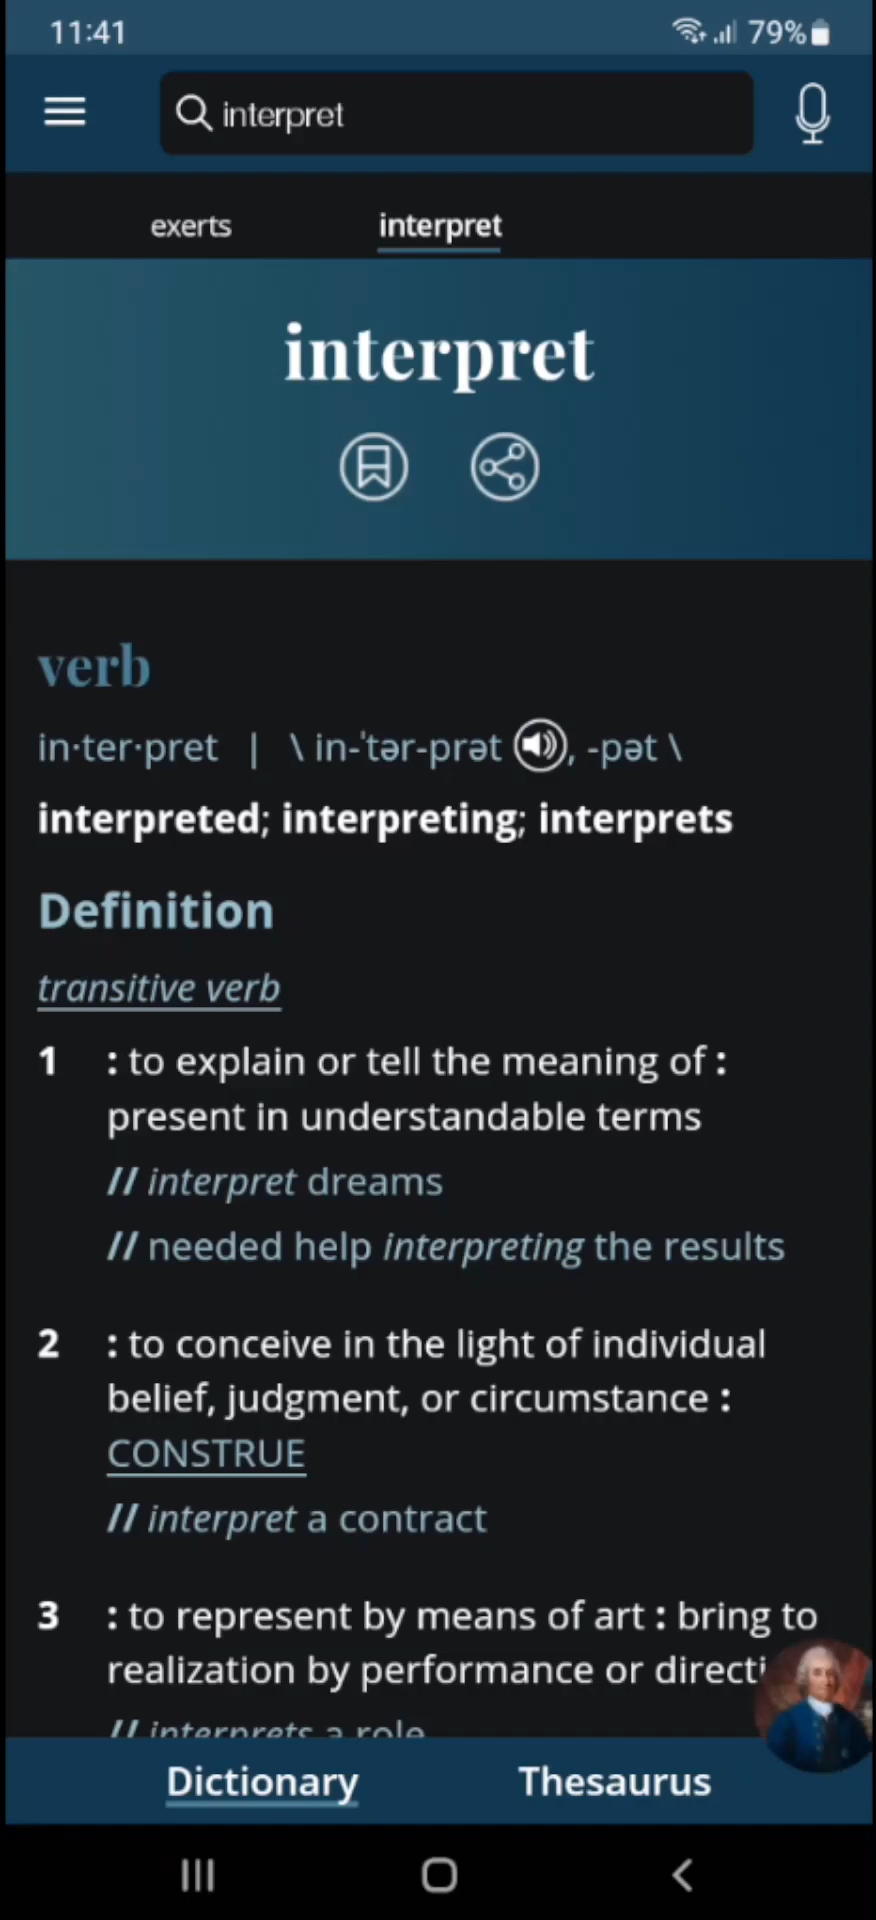 11:41 79%
interpret
exerts interpret
interpret
verb
in·ter·pret | \ in-ˈtər-prət , -pət \
interpreted; interpreting; interprets
Definition
transitive verb
1 : to explain or tell the meaning of :
present in understandable terms
// interpret dreams
// needed help interpreting the results
2 : to conceive in the light of individual
belief, judgment, or circumstance :
CONSTRUE
// interpret a contract
3 : to represent by means of art : bring to
realization by performance or directi
// interprets a role
Dictionary Thesaurus